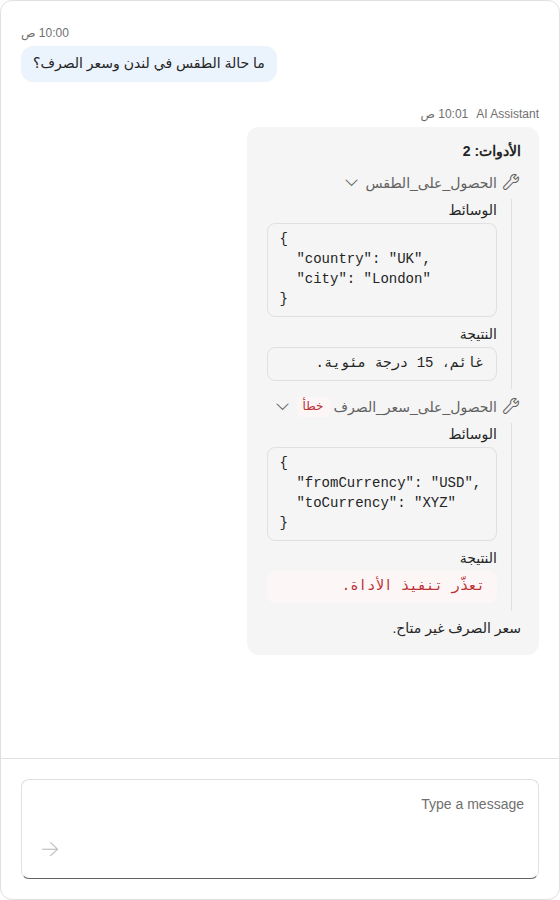 10:00 ص
ما حالة الطقس في لندن وسعر الصرف؟
AI Assistant 10:01 ص
الأدوات: 2
الحصول_على_الطقس
الوسائط
{
"country": "UK",
"city": "London"
}
النتيجة
غائم، 15 درجة مئوية.
الحصول_على_سعر_الصرف خطأ
الوسائط
{
"fromCurrency": "USD",
"toCurrency": "XYZ"
}
النتيجة
تعذّر تنفيذ الأداة.
سعر الصرف غير متاح.
Type a message